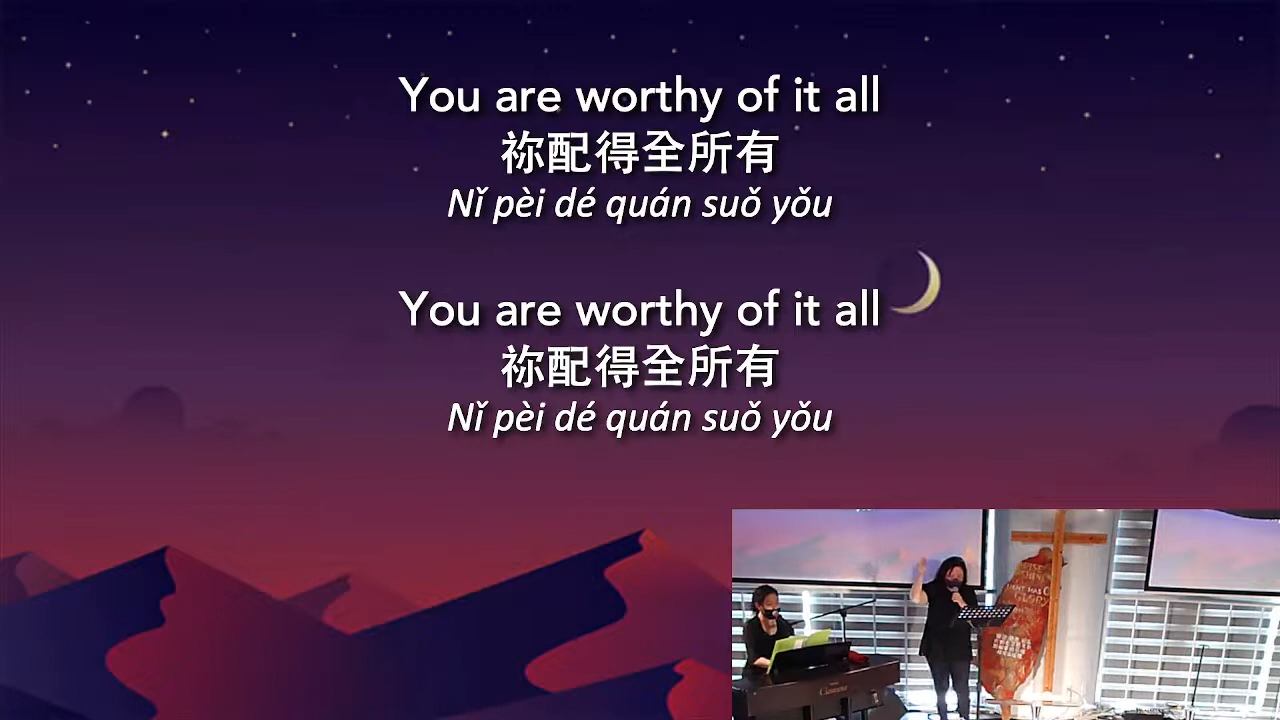 You are worthy of it all
祢配得全所有
Nǐ pèi dé quán suǒ yǒu
You are worthy of it all
祢配得全所有
Nǐ pèi dé quán suǒ yǒu